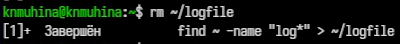 knmuhina@knmuhina:~$ rm ~/logfile
[1]+  Завершён      find ~ -name "log*" > ~/logfile